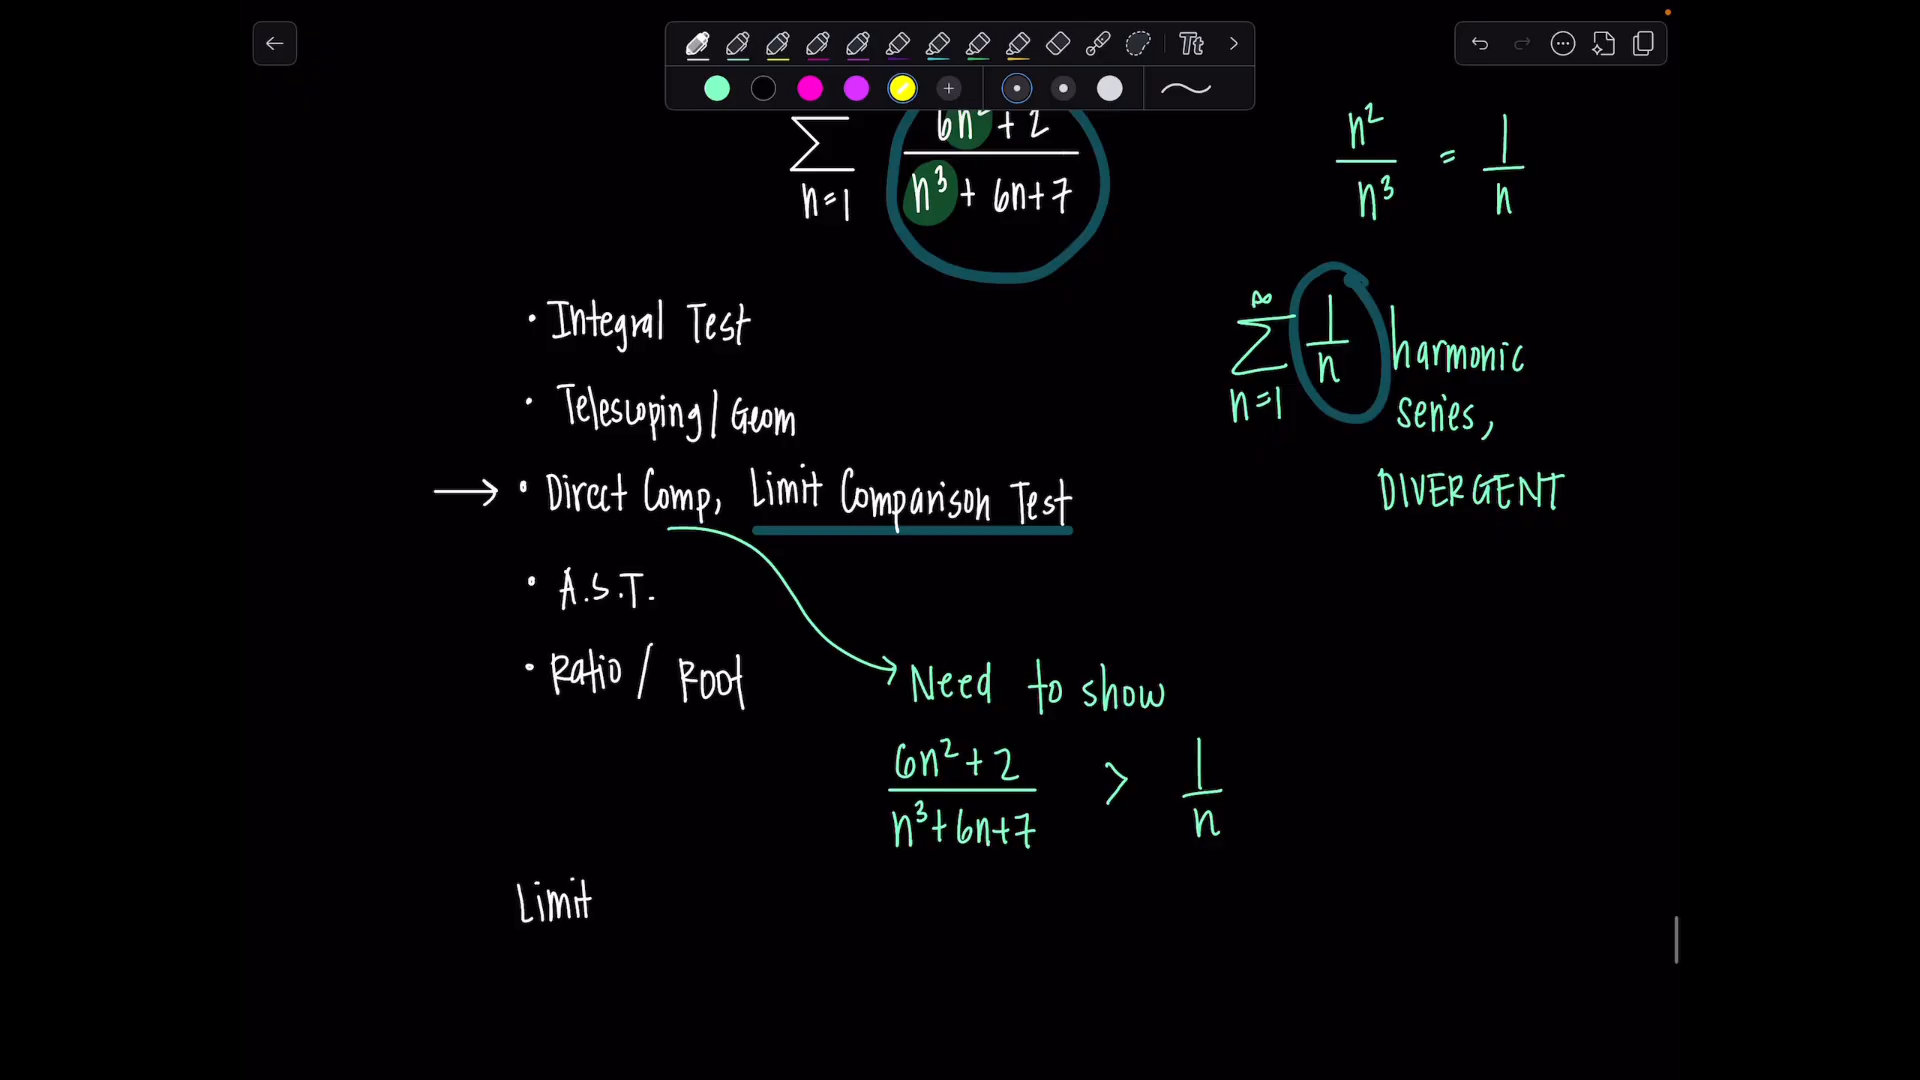 Tt
∑ n=1 6n² + 2 / n³ + 6n + 7
n² / n³ = 1 / n
• Integral Test
∞ ∑ n=1 1 / n harmonic series,
• Telescoping / Geom
DIVERGENT
→ • Direct Comp, Limit Comparison Test
• A.S.T.
• Ratio / Root
Need to show
6n² + 2 / n³ + 6n + 7 > 1 / n
Limit